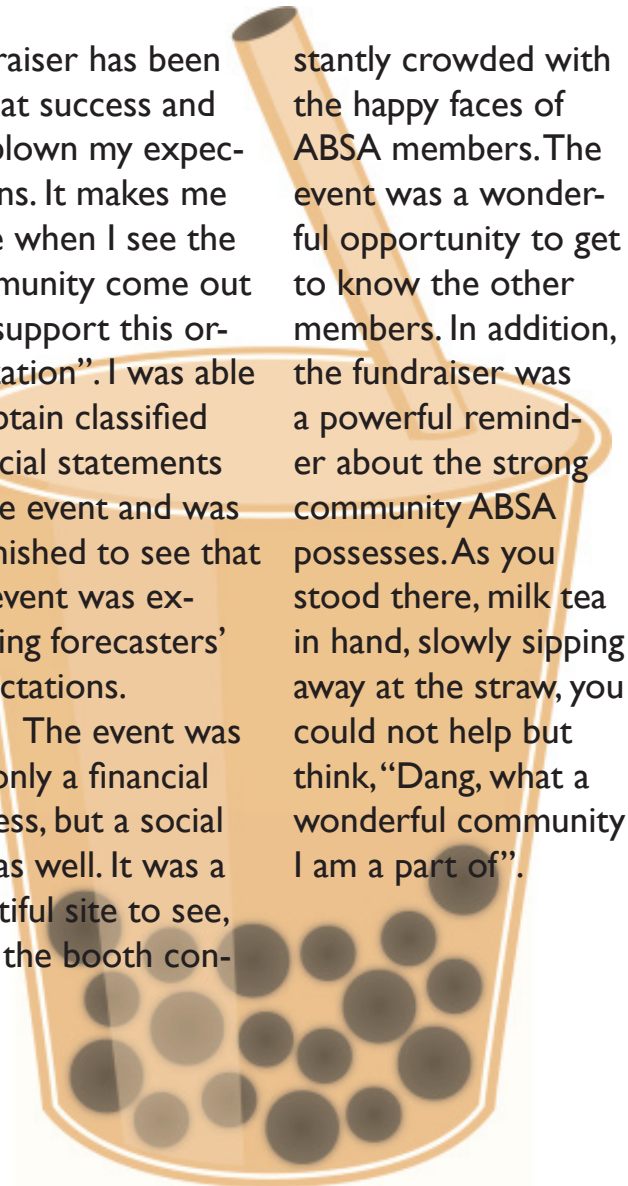 raiser has been
at success and
blown my expec-
ns. It makes me
e when I see the
munity come out
support this or-
ation”. I was able
btain classified
cial statements
e event and was
nished to see that
event was ex-
ing forecasters’
ctations.
The event was
only a financial
ess, but a social
as well. It was a
tiful site to see,
the booth con-
stantly crowded with
the happy faces of
ABSA members. The
event was a wonder-
ful opportunity to get
to know the other
members. In addition,
the fundraiser was
a powerful remind-
er about the strong
community ABSA
possesses. As you
stood there, milk tea
in hand, slowly sipping
away at the straw, you
could not help but
think, “Dang, what a
wonderful community
I am a part of”.